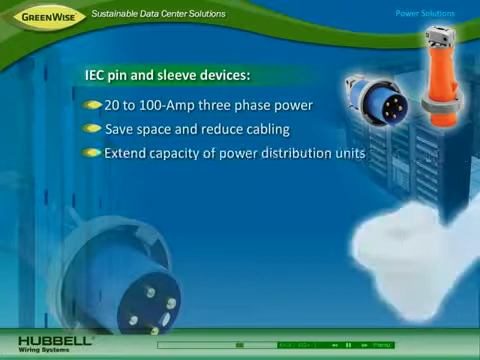 GREENWISE
Sustainable Data Center Solutions
Power Solutions
IEC pin and sleeve devices:
20 to 100-Amp three phase power
Save space and reduce cabling
Extend capacity of power distribution units
HUBBELL
Wiring Systems
Menu